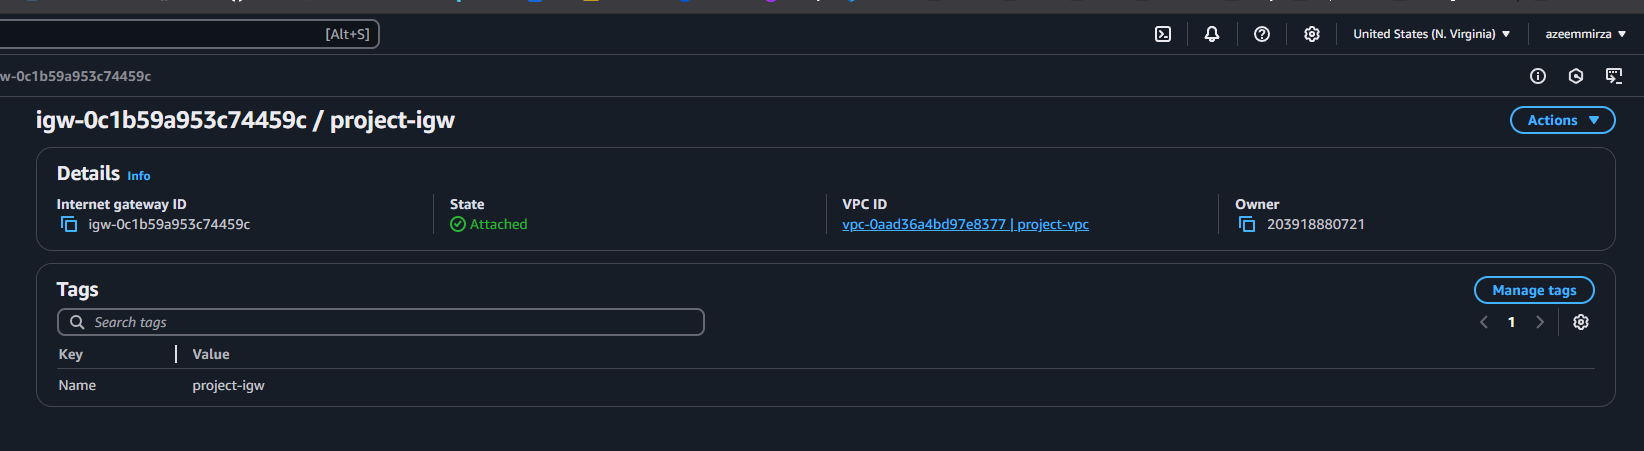 [Alt+S] United States (N. Virginia) azeemmirza
w-0c1b59a953c74459c
igw-0c1b59a953c74459c / project-igw Actions
Details Info
Internet gateway ID State VPC ID Owner
igw-0c1b59a953c74459c Attached vpc-0aad36a4bd97e8377 | project-vpc 203918880721
Tags Manage tags
Search tags 1
Key Value
Name project-igw